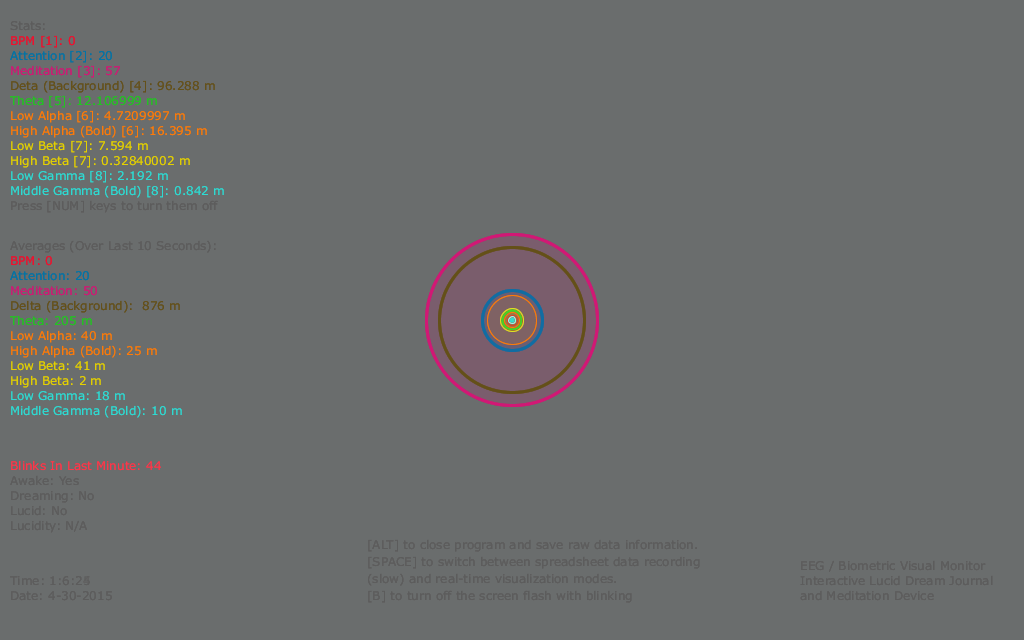 Stats:
BPM [1]: 0
Attention [2]: 20
Meditation [3]: 57
Deta (Background) [4]: 96.288 m
Theta [5]: 12.106999 m
Low Alpha [6]: 4.7209997 m
High Alpha (Bold) [6]: 16.395 m
Low Beta [7]: 7.594 m
High Beta [7]: 0.32840002 m
Low Gamma [8]: 2.192 m
Middle Gamma (Bold) [8]: 0.842 m
Press [NUM] keys to turn them off
Averages (Over Last 10 Seconds):
BPM: 0
Attention: 20
Meditation: 50
Delta (Background):  876 m
Theta: 205 m
Low Alpha: 40 m
High Alpha (Bold): 25 m
Low Beta: 41 m
High Beta: 2 m
Low Gamma: 18 m
Middle Gamma (Bold): 10 m
Blinks In Last Minute: 44
Awake: Yes
Dreaming: No
Lucid: No
Lucidity: N/A
Time: 1:6:28
Date: 4-30-2015
[ALT] to close program and save raw data information.
[SPACE] to switch between spreadsheet data recording
(slow) and real-time visualization modes.
[B] to turn off the screen flash with blinking
EEG / Biometric Visual Monitor
Interactive Lucid Dream Journal
and Meditation Device